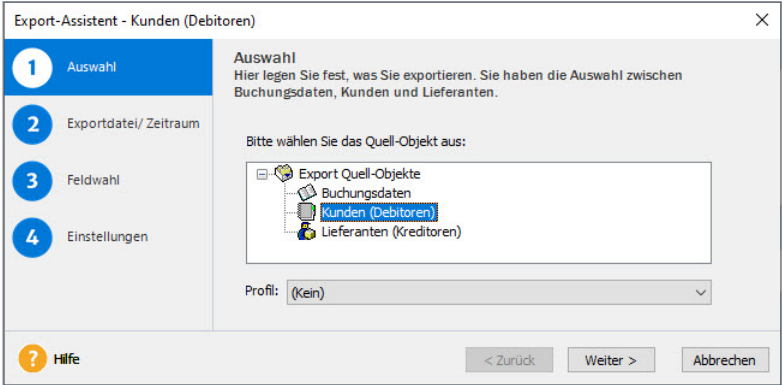 Export-Assistent - Kunden (Debitoren)
1 Auswahl
2 Exportdatei/ Zeitraum
3 Feldwahl
4 Einstellungen
Auswahl
Hier legen Sie fest, was Sie exportieren. Sie haben die Auswahl zwischen
Buchungsdaten, Kunden und Lieferanten.
Bitte wählen Sie das Quell-Objekt aus:
Export Quell-Objekte
Buchungsdaten
Kunden (Debitoren)
Lieferanten (Kreditoren)
Profil: (Kein)
? Hilfe
< Zurück Weiter > Abbrechen